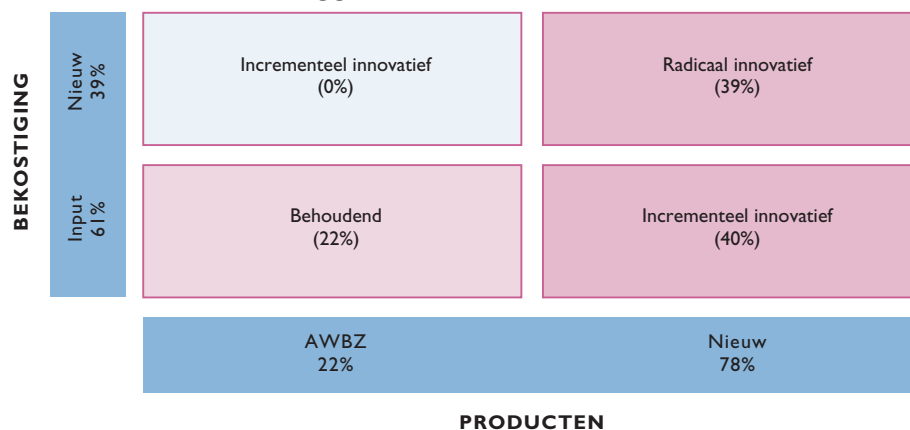 BEKOSTIGING
Nieuw
39%
Incrementeel innovatief
(0%)
Radicaal innovatief
(39%)
Input
61%
Behoudend
(22%)
Incrementeel innovatief
(40%)
AWBZ
22%
Nieuw
78%
PRODUCTEN